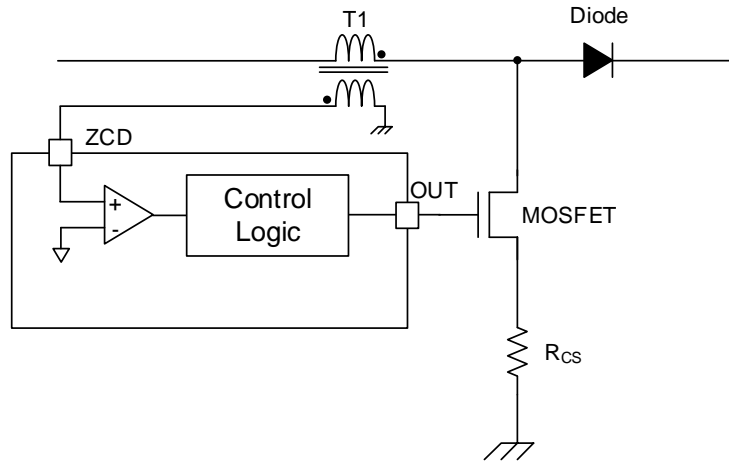 T1
Diode
ZCD
+
-
Control
Logic
OUT
MOSFET
RCS